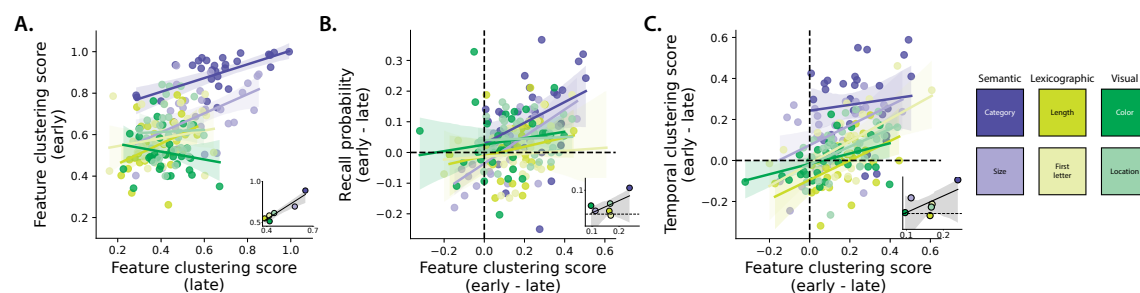 A.
Feature clustering score
(early)
1.0
0.8
0.6
0.4
0.2
0.2
0.4
0.6
0.8
1.0
Feature clustering score
(late)
1.0
0.5
0.4
0.7
B.
Recall probability
(early - late)
0.3
0.2
0.1
0.0
−0.1
−0.2
−0.4
−0.2
0.0
0.2
0.4
0.6
Feature clustering score
(early - late)
0.1
0.1
0.2
C.
Temporal clustering score
(early - late)
0.6
0.4
0.2
0.0
−0.2
−0.2
0.0
0.2
0.4
0.6
Feature clustering score
(early - late)
0.1
0.1
0.2
Semantic Lexicographic Visual
Category Length Color
Size First
letter Location